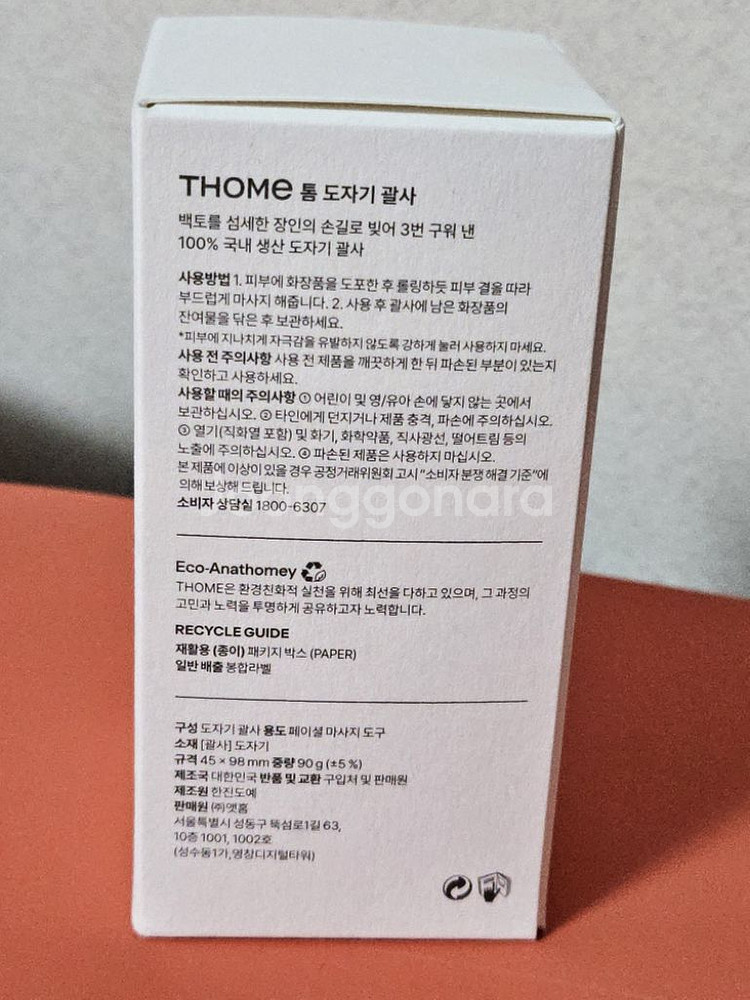 THOME 톰 도자기 괄사
백토를 섬세한 장인의 손길로 빚어 3번 구워 낸
100% 국내 생산 도자기 괄사
사용방법 1. 피부에 화장품을 도포한 후 롤링하듯 피부 결을 따라
부드럽게 마사지 해줍니다. 2. 사용 후 괄사에 남은 화장품의
잔여물을 닦은 후 보관하세요.
*피부에 지나치게 자극감을 유발하지 않도록 강하게 눌러 사용하지 마세요.
사용 전 주의사항 사용 전 제품을 깨끗하게 한 뒤 파손된 부분이 있는지
확인하고 사용하세요.
사용할 때의 주의사항 ① 어린이 및 영/유아 손에 닿지 않는 곳에서
보관하십시오. ② 타인에게 던지거나 제품 충격, 파손에 주의하십시오.
③ 열기(직화열 포함) 및 화기, 화학약품, 직사광선, 떨어트림 등의
노출에 주의하십시오. ④ 파손된 제품은 사용하지 마십시오.
본 제품에 이상이 있을 경우 공정거래위원회 고시 "소비자 분쟁 해결 기준"에
의해 보상해 드립니다.
소비자 상담실 1800-6307
Eco-Anathomey
THOME은 환경친화적 실천을 위해 최선을 다하고 있으며, 그 과정의
고민과 노력을 투명하게 공유하고자 노력합니다.
RECYCLE GUIDE
재활용 (종이) 패키지 박스 (PAPER)
일반 배출 봉합라벨
구성 도자기 괄사 용도 페이셜 마사지 도구
소재 [괄사] 도자기
규격 45 × 98 mm 중량 90 g (±5 %)
제조국 대한민국 반품 및 교환 구입처 및 판매원
제조원 한진도예
판매원 ㈜앳홈
서울특별시 성동구 뚝섬로1길 63,
10층 1001, 1002호
(성수동1가,영창디지털타워)